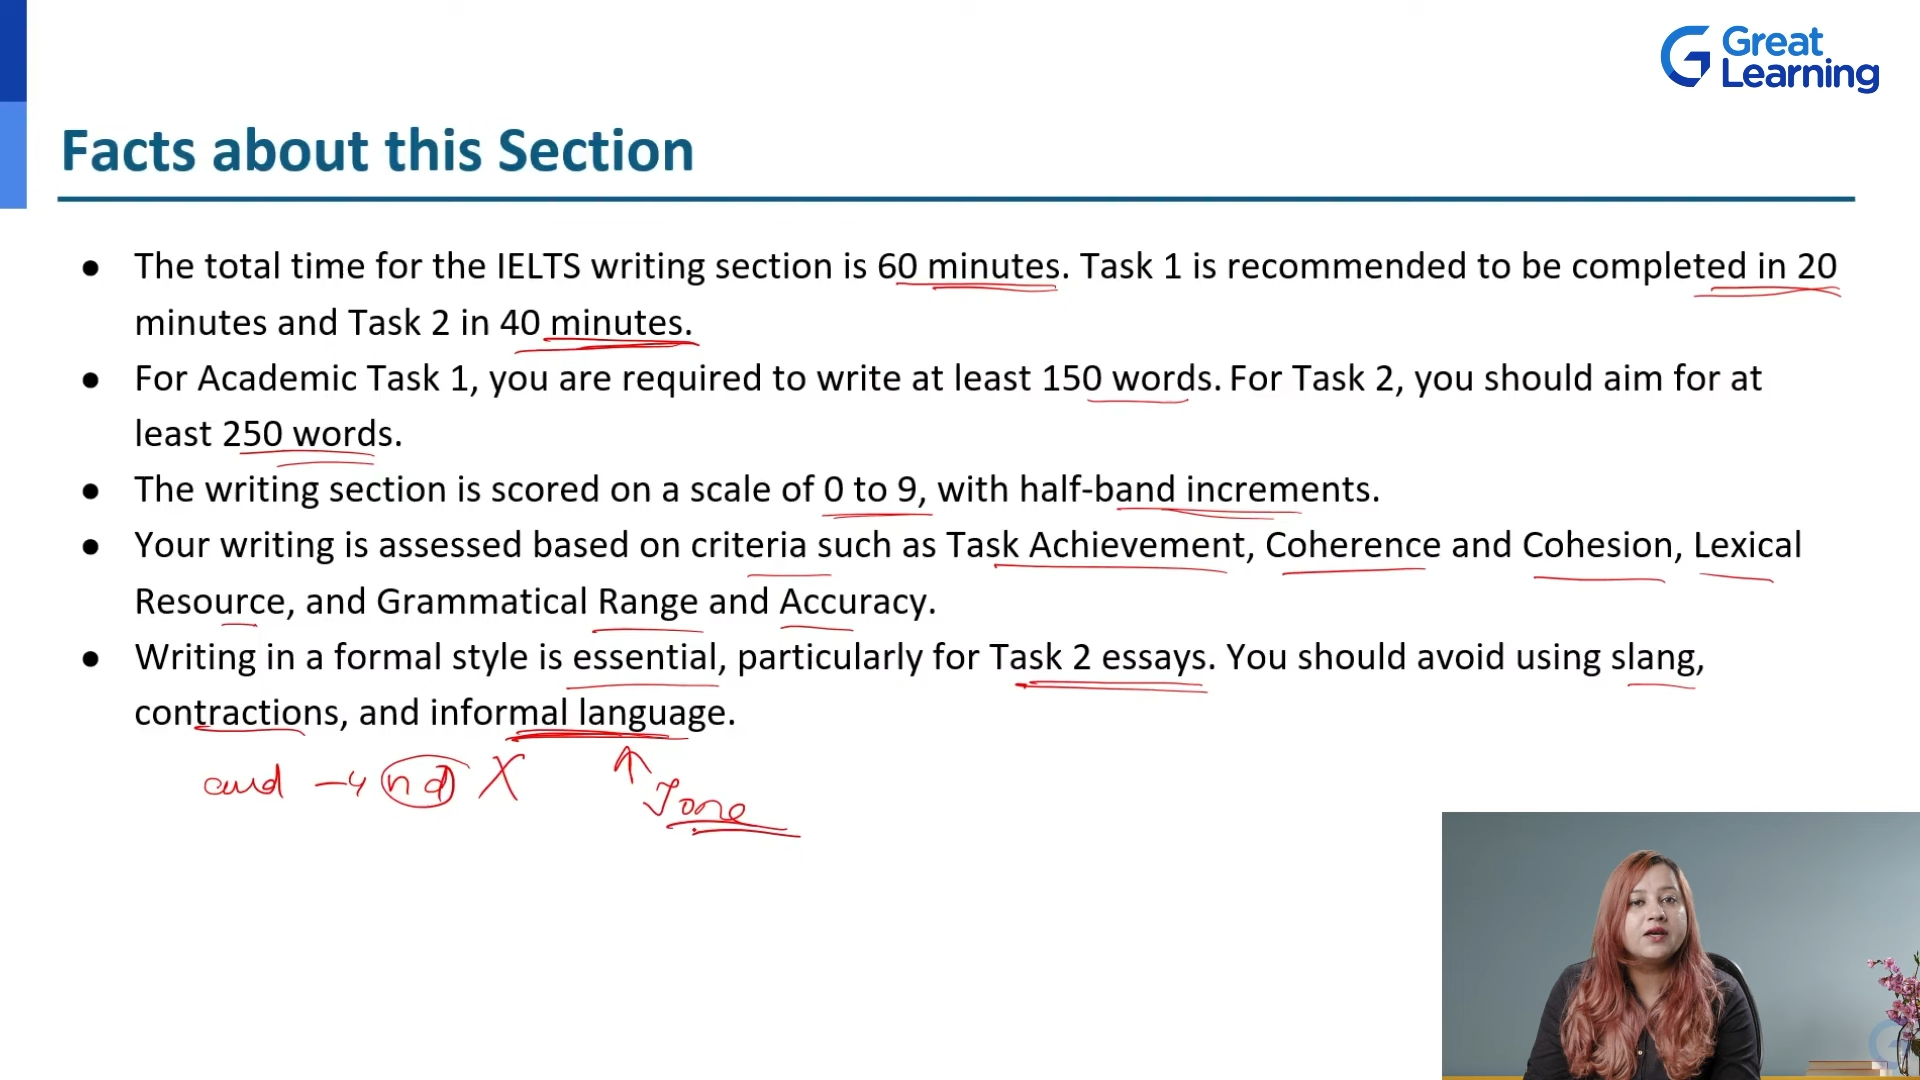 Great
Learning
Facts about this Section
● The total time for the IELTS writing section is 60 minutes. Task 1 is recommended to be completed in 20
minutes and Task 2 in 40 minutes.
● For Academic Task 1, you are required to write at least 150 words. For Task 2, you should aim for at
least 250 words.
● The writing section is scored on a scale of 0 to 9, with half-band increments.
● Your writing is assessed based on criteria such as Task Achievement, Coherence and Cohesion, Lexical
Resource, and Grammatical Range and Accuracy.
● Writing in a formal style is essential, particularly for Task 2 essays. You should avoid using slang,
contractions, and informal language.
and → nd X
Tone